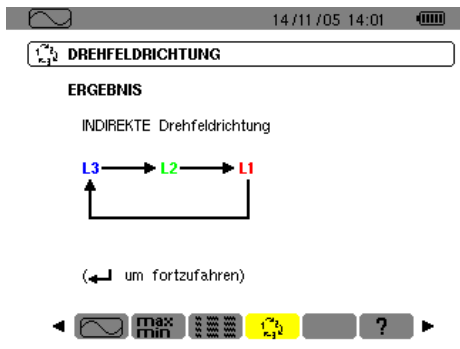 14/11/05 14:01
DREHFELDRICHTUNG
ERGEBNIS
INDIREKTE Drehfeldrichtung
L3 L2 L1
(↵ um fortzufahren)
max min ?